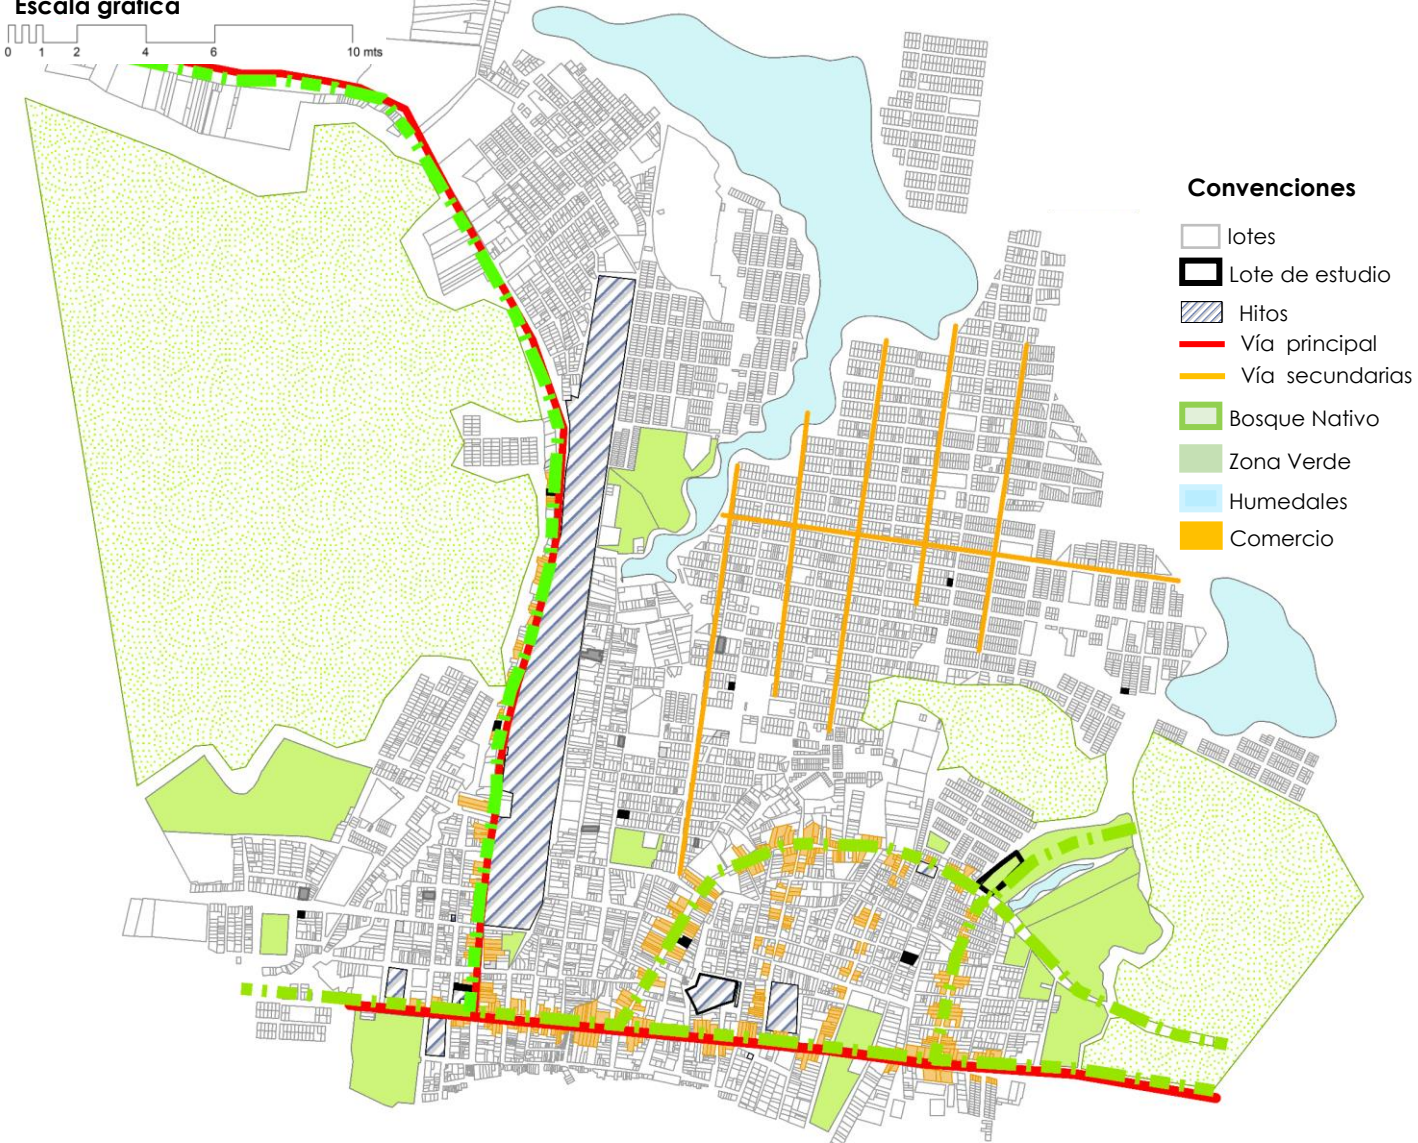 Escala gráfica
0 1 2 4 6 10 mts
Convenciones
lotes
Lote de estudio
Hitos
Vía principal
Vía secundarias
Bosque Nativo
Zona Verde
Humedales
Comercio